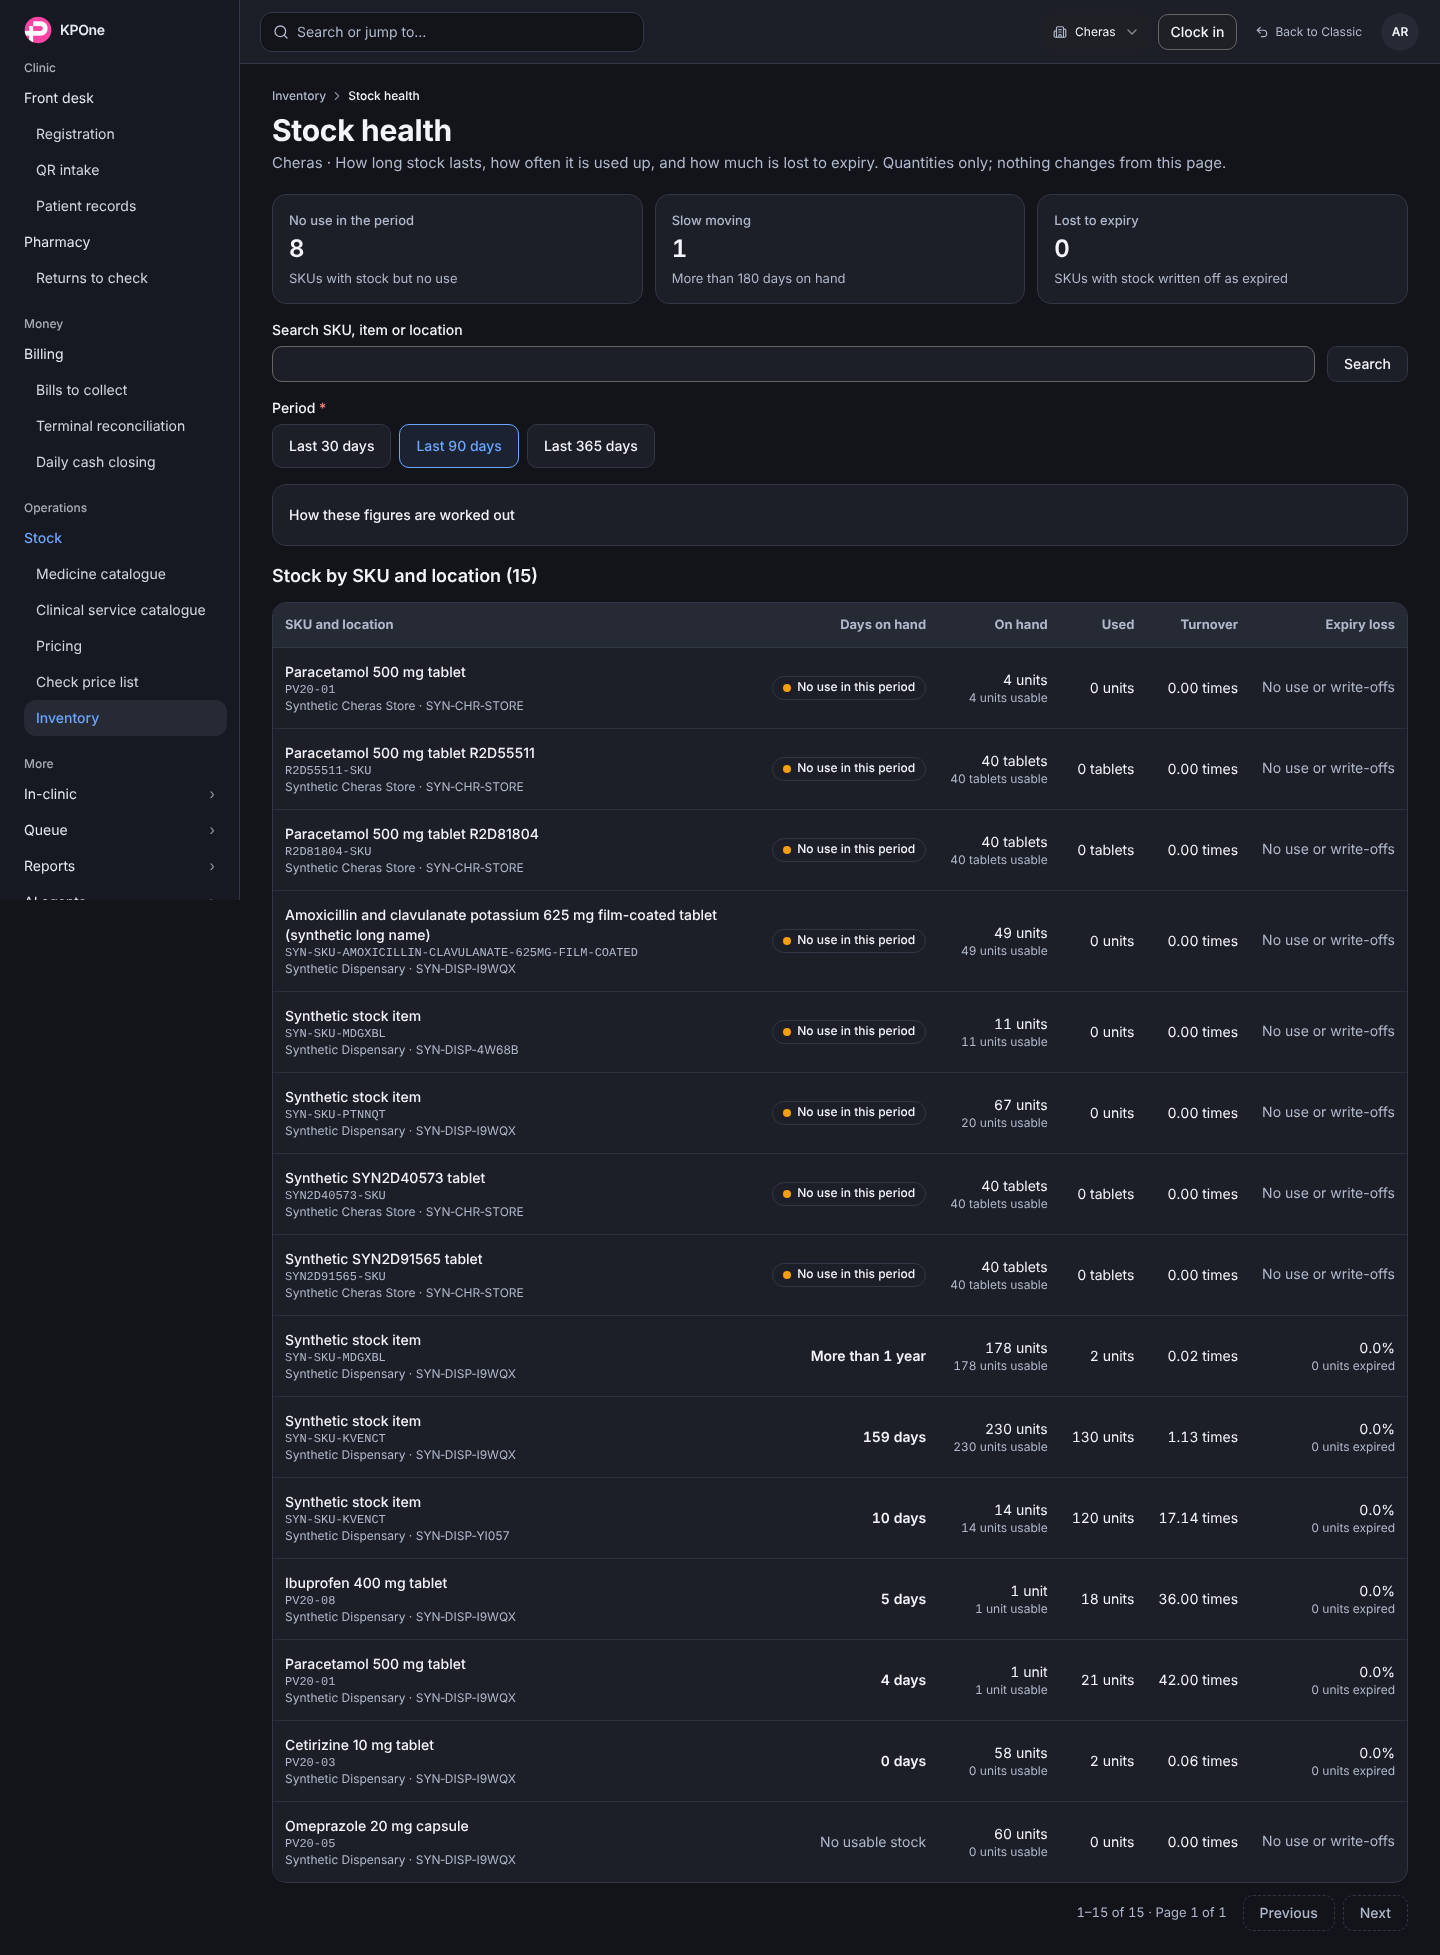 KPOne
Search or jump to...
Cheras
Clock in
Back to Classic
AR
Clinic
Front desk
Registration
QR intake
Patient records
Pharmacy
Returns to check
Money
Billing
Bills to collect
Terminal reconciliation
Daily cash closing
Operations
Stock
Medicine catalogue
Clinical service catalogue
Pricing
Check price list
Inventory
More
In-clinic
Queue
Reports
Inventory > Stock health
Stock health
Cheras · How long stock lasts, how often it is used up, and how much is lost to expiry. Quantities only; nothing changes from this page.
No use in the period
8
SKUs with stock but no use
Slow moving
1
More than 180 days on hand
Lost to expiry
0
SKUs with stock written off as expired
Search SKU, item or location
Search
Period *
Last 30 days
Last 90 days
Last 365 days
How these figures are worked out
Stock by SKU and location (15)
SKU and location Days on hand On hand Used Turnover Expiry loss
Paracetamol 500 mg tablet
PV20-01
Synthetic Cheras Store · SYN-CHR-STORE
No use in this period
4 units
4 units usable
0 units
0.00 times
No use or write-offs
Paracetamol 500 mg tablet R2D55511
R2D55511-SKU
Synthetic Cheras Store · SYN-CHR-STORE
No use in this period
40 tablets
40 tablets usable
0 tablets
0.00 times
No use or write-offs
Paracetamol 500 mg tablet R2D81804
R2D81804-SKU
Synthetic Cheras Store · SYN-CHR-STORE
No use in this period
40 tablets
40 tablets usable
0 tablets
0.00 times
No use or write-offs
Amoxicillin and clavulanate potassium 625 mg film-coated tablet
(synthetic long name)
SYN-SKU-AMOXICILLIN-CLAVULANATE-625MG-FILM-COATED
Synthetic Dispensary · SYN-DISP-I9WQX
No use in this period
49 units
49 units usable
0 units
0.00 times
No use or write-offs
Synthetic stock item
SYN-SKU-MDGXBL
Synthetic Dispensary · SYN-DISP-4W68B
No use in this period
11 units
11 units usable
0 units
0.00 times
No use or write-offs
Synthetic stock item
SYN-SKU-PTNNQT
Synthetic Dispensary · SYN-DISP-I9WQX
No use in this period
67 units
20 units usable
0 units
0.00 times
No use or write-offs
Synthetic SYN2D40573 tablet
SYN2D40573-SKU
Synthetic Cheras Store · SYN-CHR-STORE
No use in this period
40 tablets
40 tablets usable
0 tablets
0.00 times
No use or write-offs
Synthetic SYN2D91565 tablet
SYN2D91565-SKU
Synthetic Cheras Store · SYN-CHR-STORE
No use in this period
40 tablets
40 tablets usable
0 tablets
0.00 times
No use or write-offs
Synthetic stock item
SYN-SKU-MDGXBL
Synthetic Dispensary · SYN-DISP-I9WQX
More than 1 year
178 units
178 units usable
2 units
0.02 times
0.0%
0 units expired
Synthetic stock item
SYN-SKU-KVENCT
Synthetic Dispensary · SYN-DISP-I9WQX
159 days
230 units
230 units usable
130 units
1.13 times
0.0%
0 units expired
Synthetic stock item
SYN-SKU-KVENCT
Synthetic Dispensary · SYN-DISP-YI057
10 days
14 units
14 units usable
120 units
17.14 times
0.0%
0 units expired
Ibuprofen 400 mg tablet
PV20-08
Synthetic Dispensary · SYN-DISP-I9WQX
5 days
1 unit
1 unit usable
18 units
36.00 times
0.0%
0 units expired
Paracetamol 500 mg tablet
PV20-01
Synthetic Dispensary · SYN-DISP-I9WQX
4 days
1 unit
1 unit usable
21 units
42.00 times
0.0%
0 units expired
Cetirizine 10 mg tablet
PV20-03
Synthetic Dispensary · SYN-DISP-I9WQX
0 days
58 units
0 units usable
2 units
0.06 times
0.0%
0 units expired
Omeprazole 20 mg capsule
PV20-05
Synthetic Dispensary · SYN-DISP-I9WQX
No usable stock
60 units
0 units usable
0 units
0.00 times
No use or write-offs
1–15 of 15 · Page 1 of 1
Previous
Next